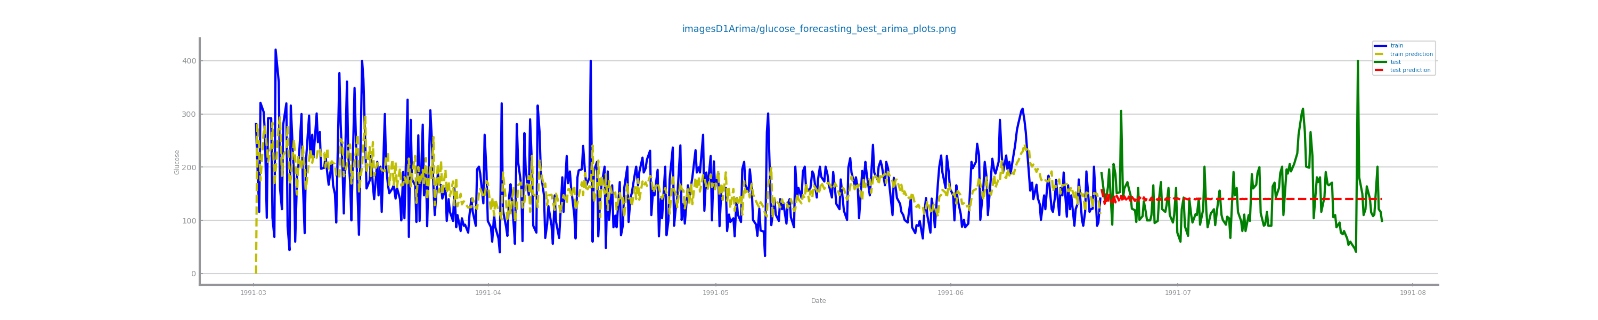 imagesD1Arima/glucose_forecasting_best_arima_plots.png
train
train prediction
test
test prediction
400
300
200
100
0
Glucose
1991-03
1991-04
1991-05
1991-06
1991-07
1991-08
Date